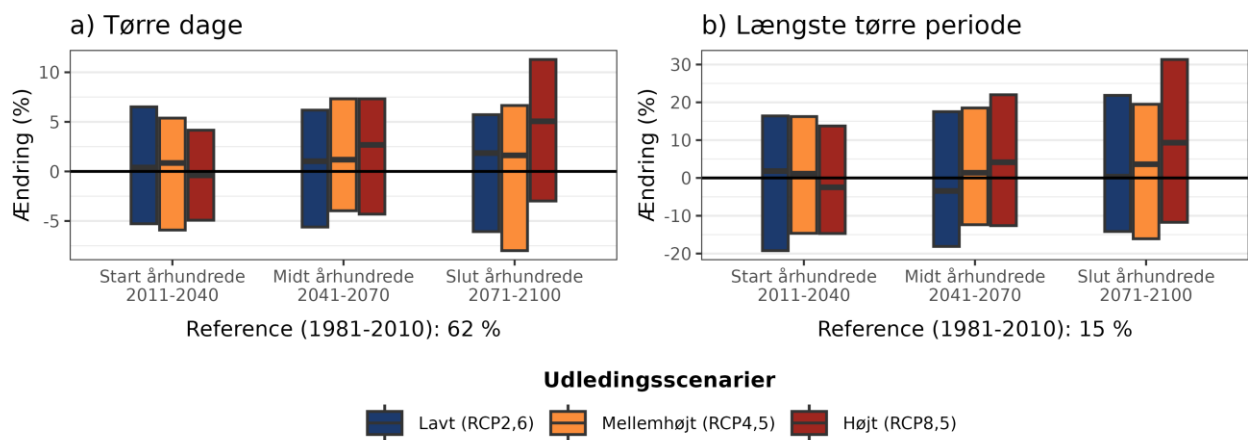 a) Tørre dage
Ændring (%)
10
5
0
-5
Start århundrede
2011-2040
Midt århundrede
2041-2070
Slut århundrede
2071-2100
Reference (1981-2010): 62 %
b) Længste tørre periode
Ændring (%)
30
20
10
0
-10
-20
Start århundrede
2011-2040
Midt århundrede
2041-2070
Slut århundrede
2071-2100
Reference (1981-2010): 15 %
Udledingsscenarier
Lavt (RCP2,6)
Mellemhøjt (RCP4,5)
Højt (RCP8,5)